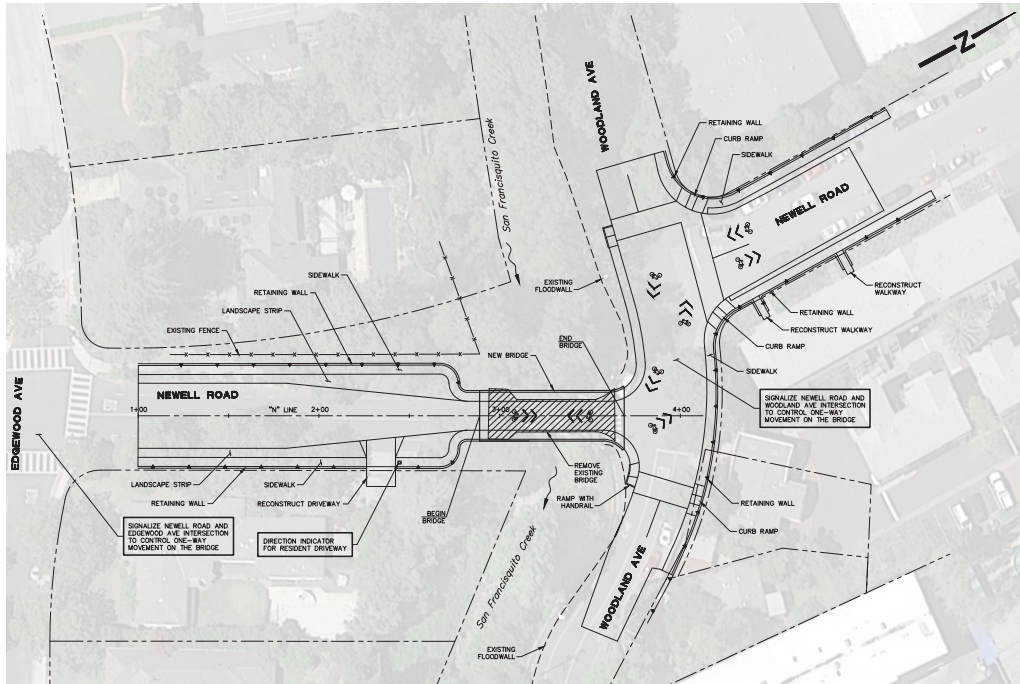 Z
WOODLAND AVE
RETAINING WALL
CURB RAMP
SIDEWALK
NEWELL ROAD
San Francisquito Creek
EXISTING
FLOODWALL
RECONSTRUCT
WALKWAY
RETAINING WALL
RECONSTRUCT WALKWAY
CURB RAMP
SIDEWALK
SIDEWALK
RETAINING WALL
LANDSCAPE STRIP
EXISTING FENCE
END
BRIDGE
NEW BRIDGE
EDGEWOOD AVE
NEWELL ROAD
1+00
"N" LINE
2+00
3+00
4+00
SIGNALIZE NEWELL ROAD AND
WOODLAND AVE INTERSECTION
TO CONTROL ONE-WAY
MOVEMENT ON THE BRIDGE
REMOVE
EXISTING
BRIDGE
RAMP WITH
HANDRAIL
LANDSCAPE STRIP
SIDEWALK
RETAINING WALL
RECONSTRUCT DRIVEWAY
BEGIN
BRIDGE
RETAINING WALL
CURB RAMP
SIGNALIZE NEWELL ROAD AND
EDGEWOOD AVE INTERSECTION
TO CONTROL ONE-WAY
MOVEMENT ON THE BRIDGE
DIRECTION INDICATOR
FOR RESIDENT DRIVEWAY
San Francisquito Creek
WOODLAND AVE
EXISTING
FLOODWALL